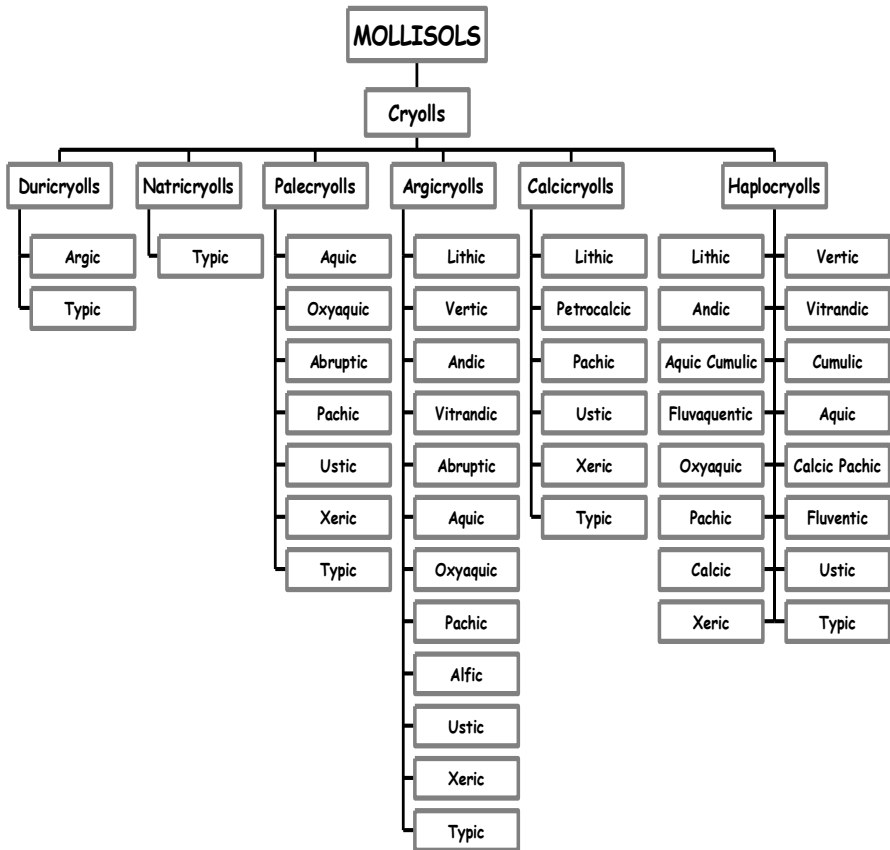 MOLLISOLS
Cryolls
Duricryolls
Argic
Typic
Natricryolls
Typic
Palecryolls
Aquic
Oxyaquic
Abruptic
Pachic
Ustic
Xeric
Typic
Argicryolls
Lithic
Vertic
Andic
Vitrandic
Abruptic
Aquic
Oxyaquic
Pachic
Alfic
Ustic
Xeric
Typic
Calcicryolls
Lithic
Petrocalcic
Pachic
Ustic
Xeric
Typic
Haplocryolls
Lithic
Vertic
Andic
Vitrandic
Aquic Cumulic
Cumulic
Fluvaquentic
Aquic
Oxyaquic
Calcic Pachic
Pachic
Fluventic
Calcic
Ustic
Xeric
Typic